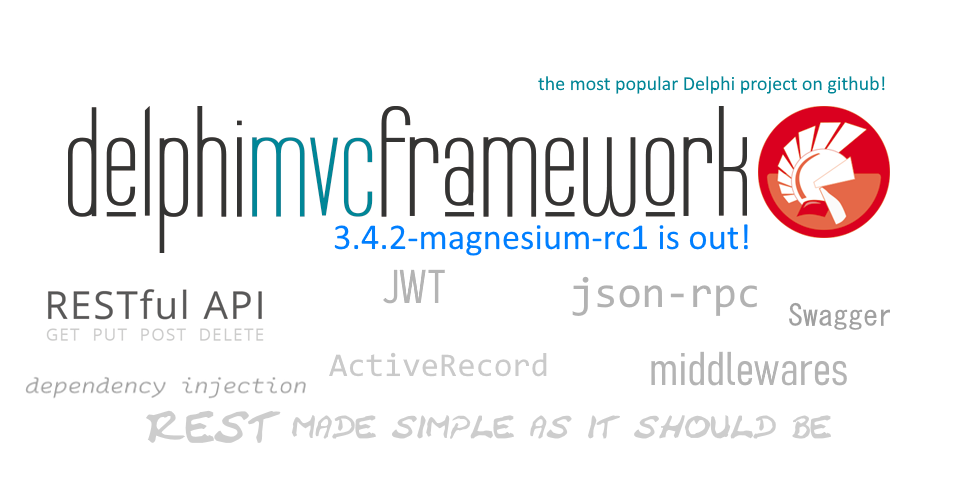 the most popular Delphi project on github!
delphimvcframework
3.4.2-magnesium-rc1 is out!
JWT
json-rpc
RESTful API
Swagger
GET PUT POST DELETE
ActiveRecord
middlewares
dependency injection
REST MADE SIMPLE AS IT SHOULD BE